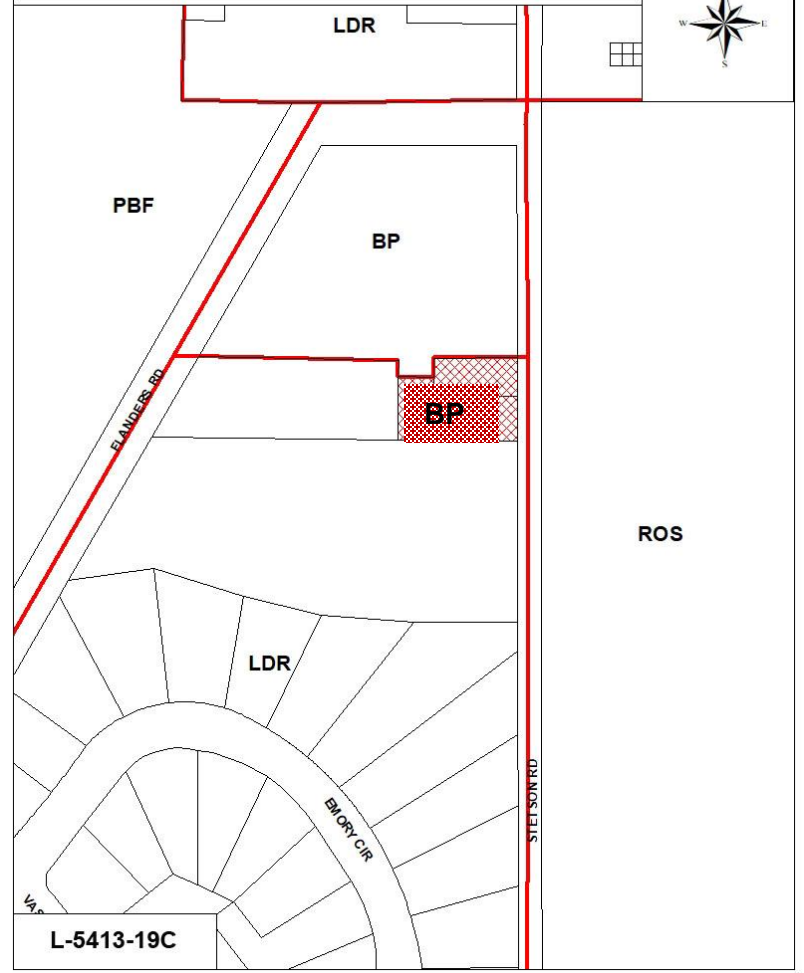 LDR
W
E
S
PBF
BP
FLANDERS RD
BP
ROS
LDR
STETSON RD
EMORY CIR
L-5413-19C